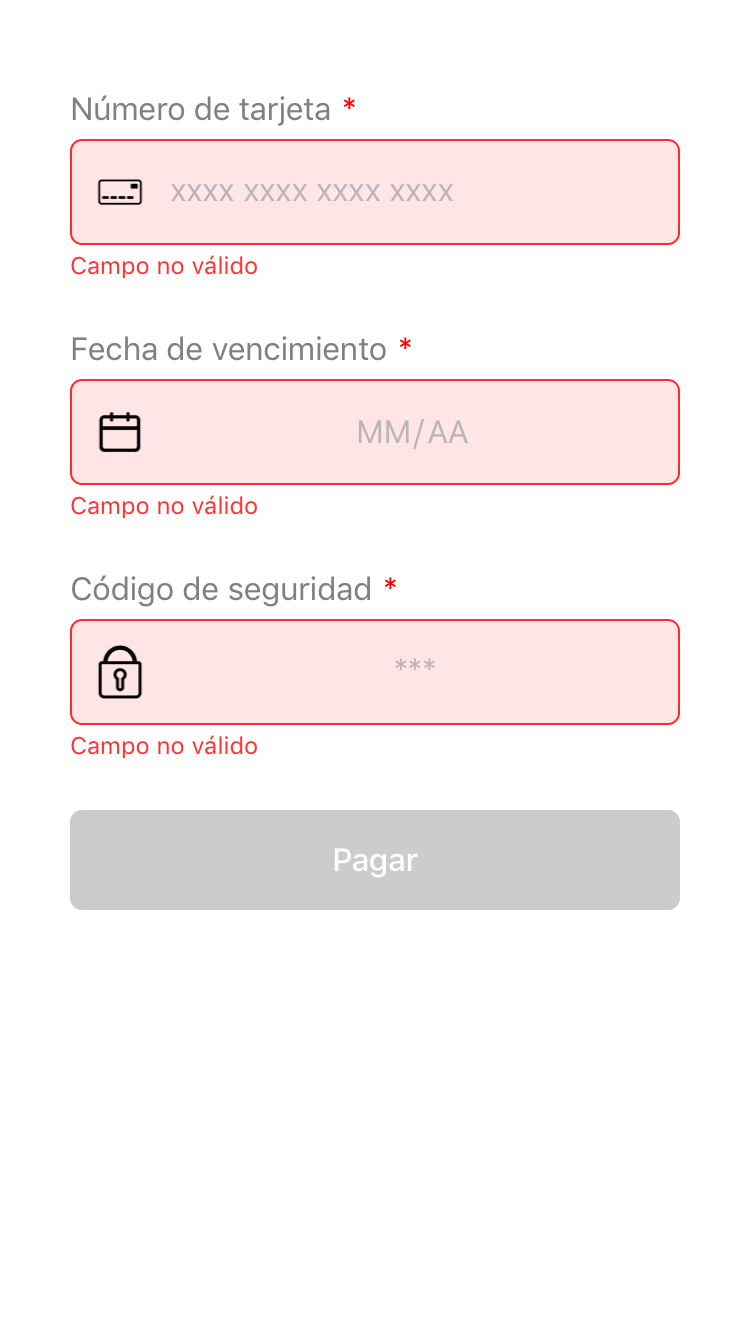 Número de tarjeta *
xxxx xxxx xxxx xxxx
Campo no válido
Fecha de vencimiento *
MM/AA
Campo no válido
Código de seguridad *
***
Campo no válido
Pagar